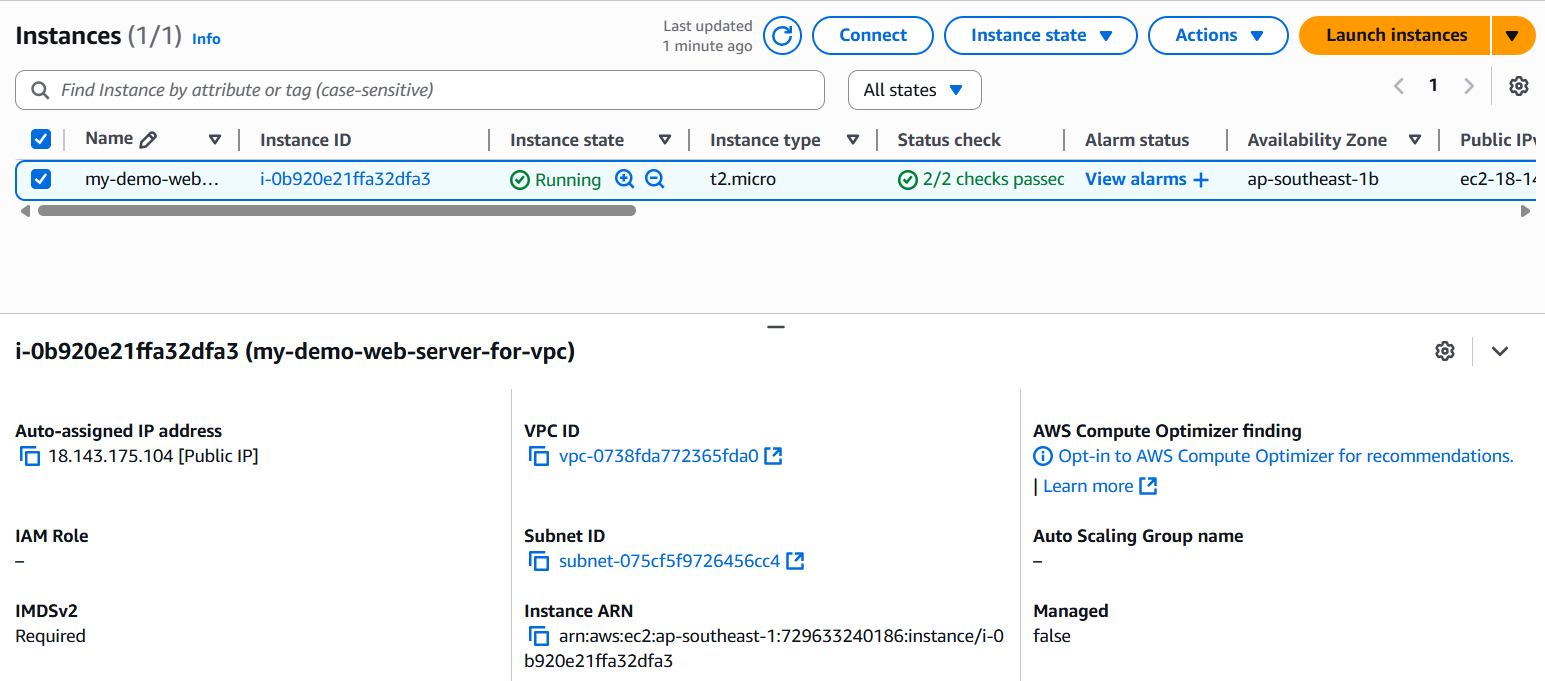 Instances (1/1) Info
Last updated
1 minute ago
Connect
Instance state
Actions
Launch instances
Find Instance by attribute or tag (case-sensitive)
All states
1
Name Instance ID Instance state Instance type Status check Alarm status Availability Zone Public IPv
my-demo-web... i-0b920e21ffa32dfa3 Running t2.micro 2/2 checks passed View alarms + ap-southeast-1b ec2-18-14
i-0b920e21ffa32dfa3 (my-demo-web-server-for-vpc)
Auto-assigned IP address
18.143.175.104 [Public IP]
IAM Role
–
IMDSv2
Required
VPC ID
vpc-0738fda772365fda0
Subnet ID
subnet-075cf5f9726456cc4
Instance ARN
arn:aws:ec2:ap-southeast-1:729633240186:instance/i-0
b920e21ffa32dfa3
AWS Compute Optimizer finding
Opt-in to AWS Compute Optimizer for recommendations.
| Learn more
Auto Scaling Group name
–
Managed
false